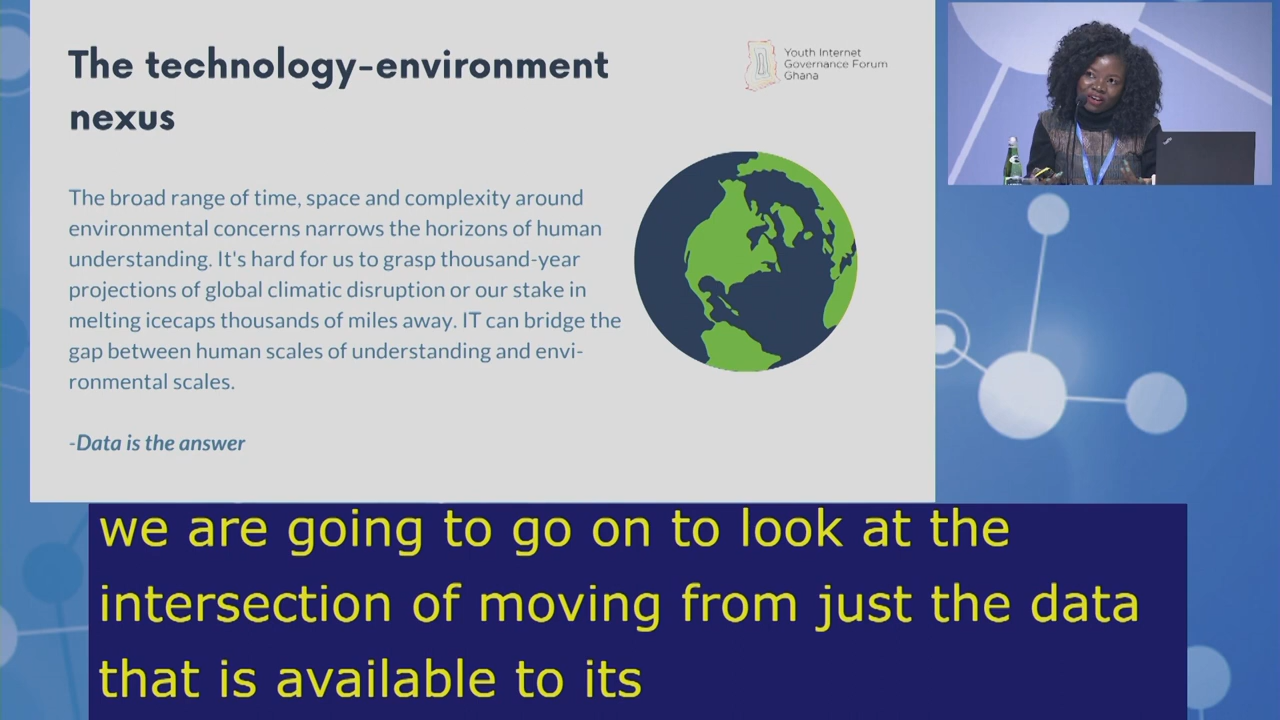 The technology-environment
nexus
Youth Internet
Governance Forum
Ghana
The broad range of time, space and complexity around
environmental concerns narrows the horizons of human
understanding. It's hard for us to grasp thousand-year
projections of global climatic disruption or our stake in
melting icecaps thousands of miles away. IT can bridge the
gap between human scales of understanding and envi-
ronmental scales.
-Data is the answer
we are going to go on to look at the
intersection of moving from just the data
that is available to its